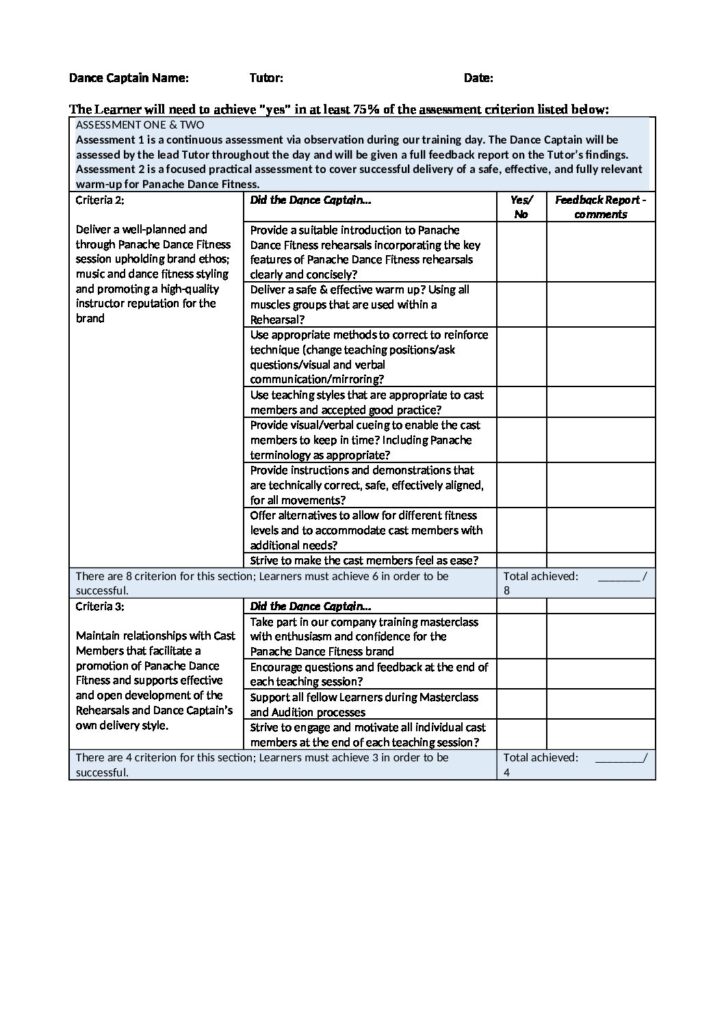 Dance Captain Name: Tutor: Date:
The Learner will need to achieve "yes" in at least 75% of the assessment criterion listed below:
ASSESSMENT ONE & TWO
Assessment 1 is a continuous assessment via observation during our training day. The Dance Captain will be
assessed by the lead Tutor throughout the day and will be given a full feedback report on the Tutor's findings.
Assessment 2 is a focused practical assessment to cover successful delivery of a safe, effective, and fully relevant
warm-up for Panache Dance Fitness.
Criteria 2;
Deliver a well-planned and
through Panache Dance Fitness
session upholding brand ethos;
music and dance fitness styling
and promoting a high-quality
instructor reputation for the
brand
Did the Dance Captain...
Yes/
No
Feedback Report -
comments
Provide a suitable introduction to Panache
Dance Fitness rehearsals incorporating the key
features of Panache Dance Fitness rehearsals
clearly and concisely?
Deliver a safe & effective warm up? Using all
muscles groups that are used within a
Rehearsal?
Use appropriate methods to correct to reinforce
technique (change teaching positions/ask
questions/visual and verbal
communication/mirroring?
Use teaching styles that are appropriate to cast
members and accepted good practice?
Provide visual/verbal cueing to enable the cast
members to keep in time? Including Panache
terminology as appropriate?
Provide instructions and demonstrations that
are technically correct, safe, effectively aligned,
for all movements?
Offer alternatives to allow for different fitness
levels and to accommodate cast members with
additional needs?
Strive to make the cast members feel as ease?
There are 8 criterion for this section; Learners must achieve 6 in order to be
successful.
Total achieved: _______ /
8
Criteria 3;
Maintain relationships with Cast
Members that facilitate a
promotion of Panache Dance
Fitness and supports effective
and open development of the
Rehearsals and Dance Captain's
own delivery style.
Did the Dance Captain...
Take part in our company training masterclass
with enthusiasm and confidence for the
Panache Dance Fitness brand
Encourage questions and feedback at the end of
each teaching session?
Support all fellow Learners during Masterclass
and Audition processes
Strive to engage and motivate all individual cast
members at the end of each teaching session?
There are 4 criterion for this section; Learners must achieve 3 in order to be
successful.
Total achieved: ________/
4